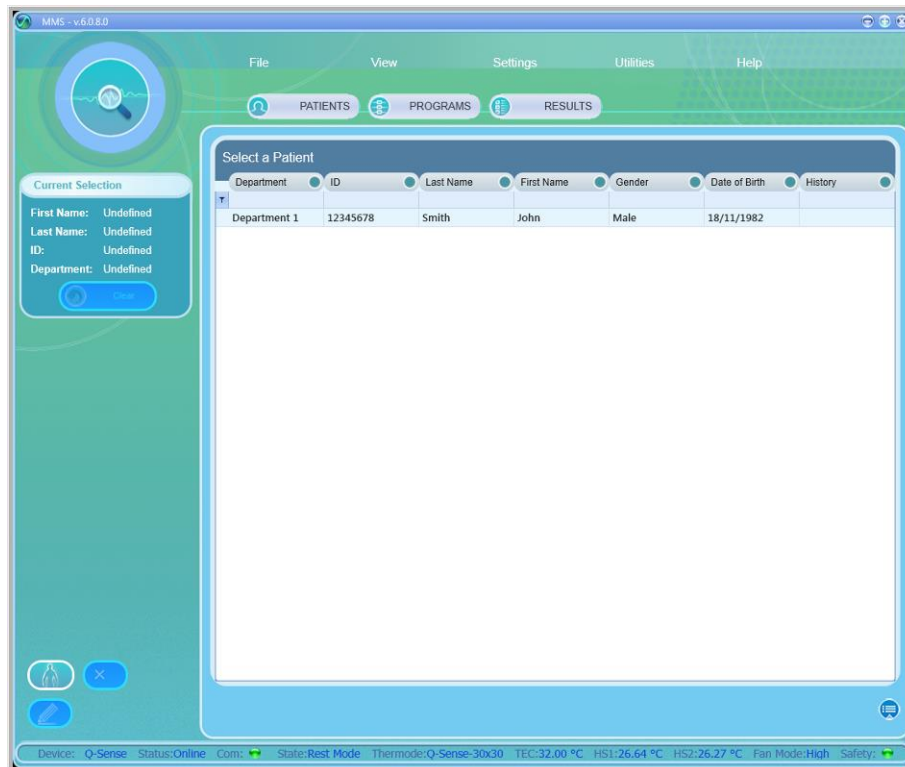 MMS - v.6.0.8.0
File View Settings Utilities Help
PATIENTS PROGRAMS RESULTS
Select a Patient
Department ID Last Name First Name Gender Date of Birth History
Department 1 12345678 Smith John Male 18/11/1982
Current Selection
First Name: Undefined
Last Name: Undefined
ID: Undefined
Department: Undefined
Clear
Device: Q-Sense Status:Online Com: State:Rest Mode Thermode:Q-Sense-30x30 TEC:32.00 °C HS1:26.64 °C HS2:26.27 °C Fan Mode:High Safety: